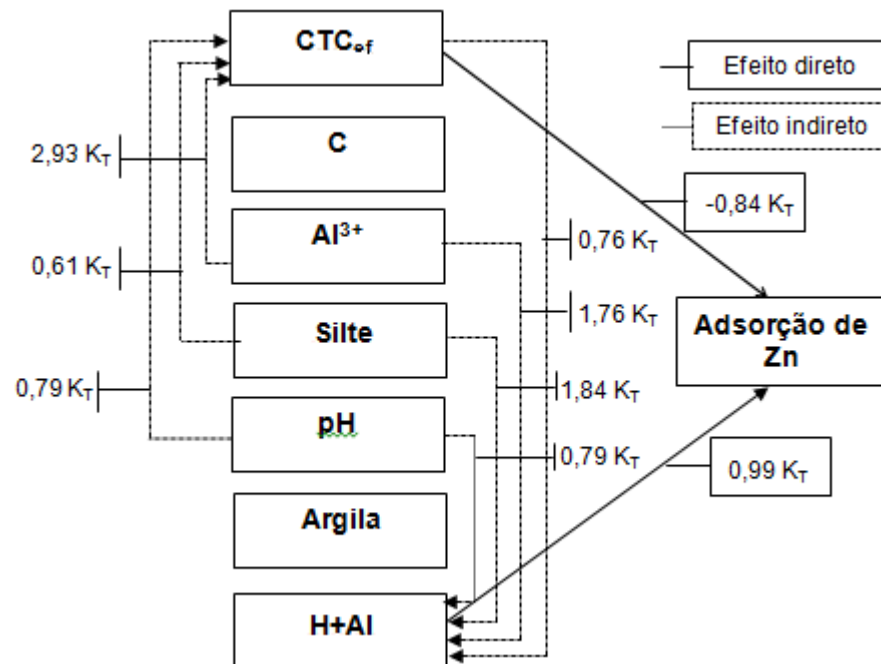 CTCef
Efeito direto
Efeito indireto
C
2,93 KT
-0,84 KT
Al3+
0,76 KT
0,61 KT
1,76 KT
Silte
Adsorção de
Zn
0,79 KT
1,84 KT
pH
0,79 KT
0,99 KT
Argila
H+Al